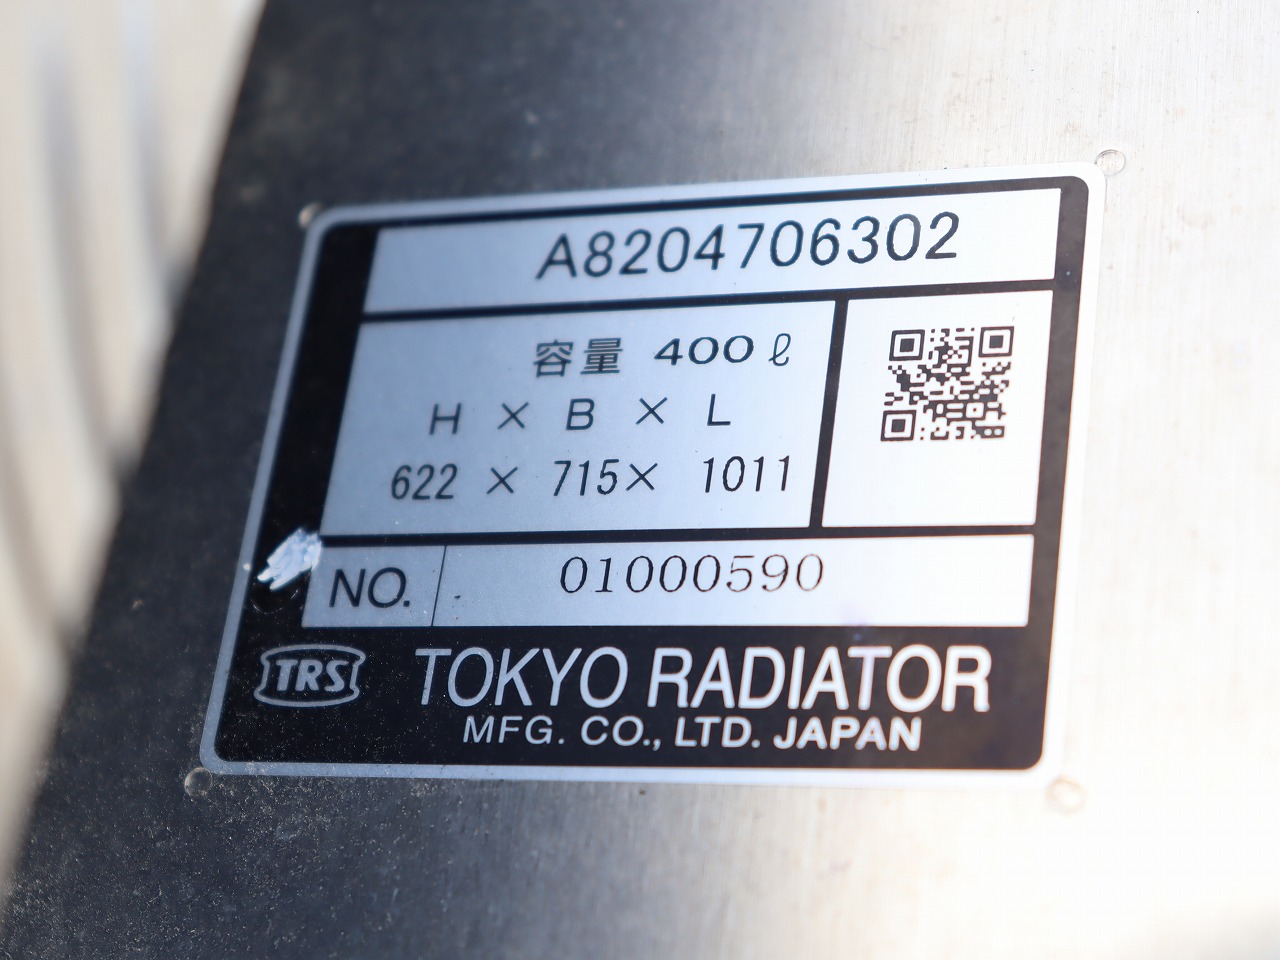 A8204706302
容量 400ℓ
H × B × L
622 × 715 × 1011
NO. 01000590
TRS TOKYO RADIATOR
MFG. CO., LTD. JAPAN